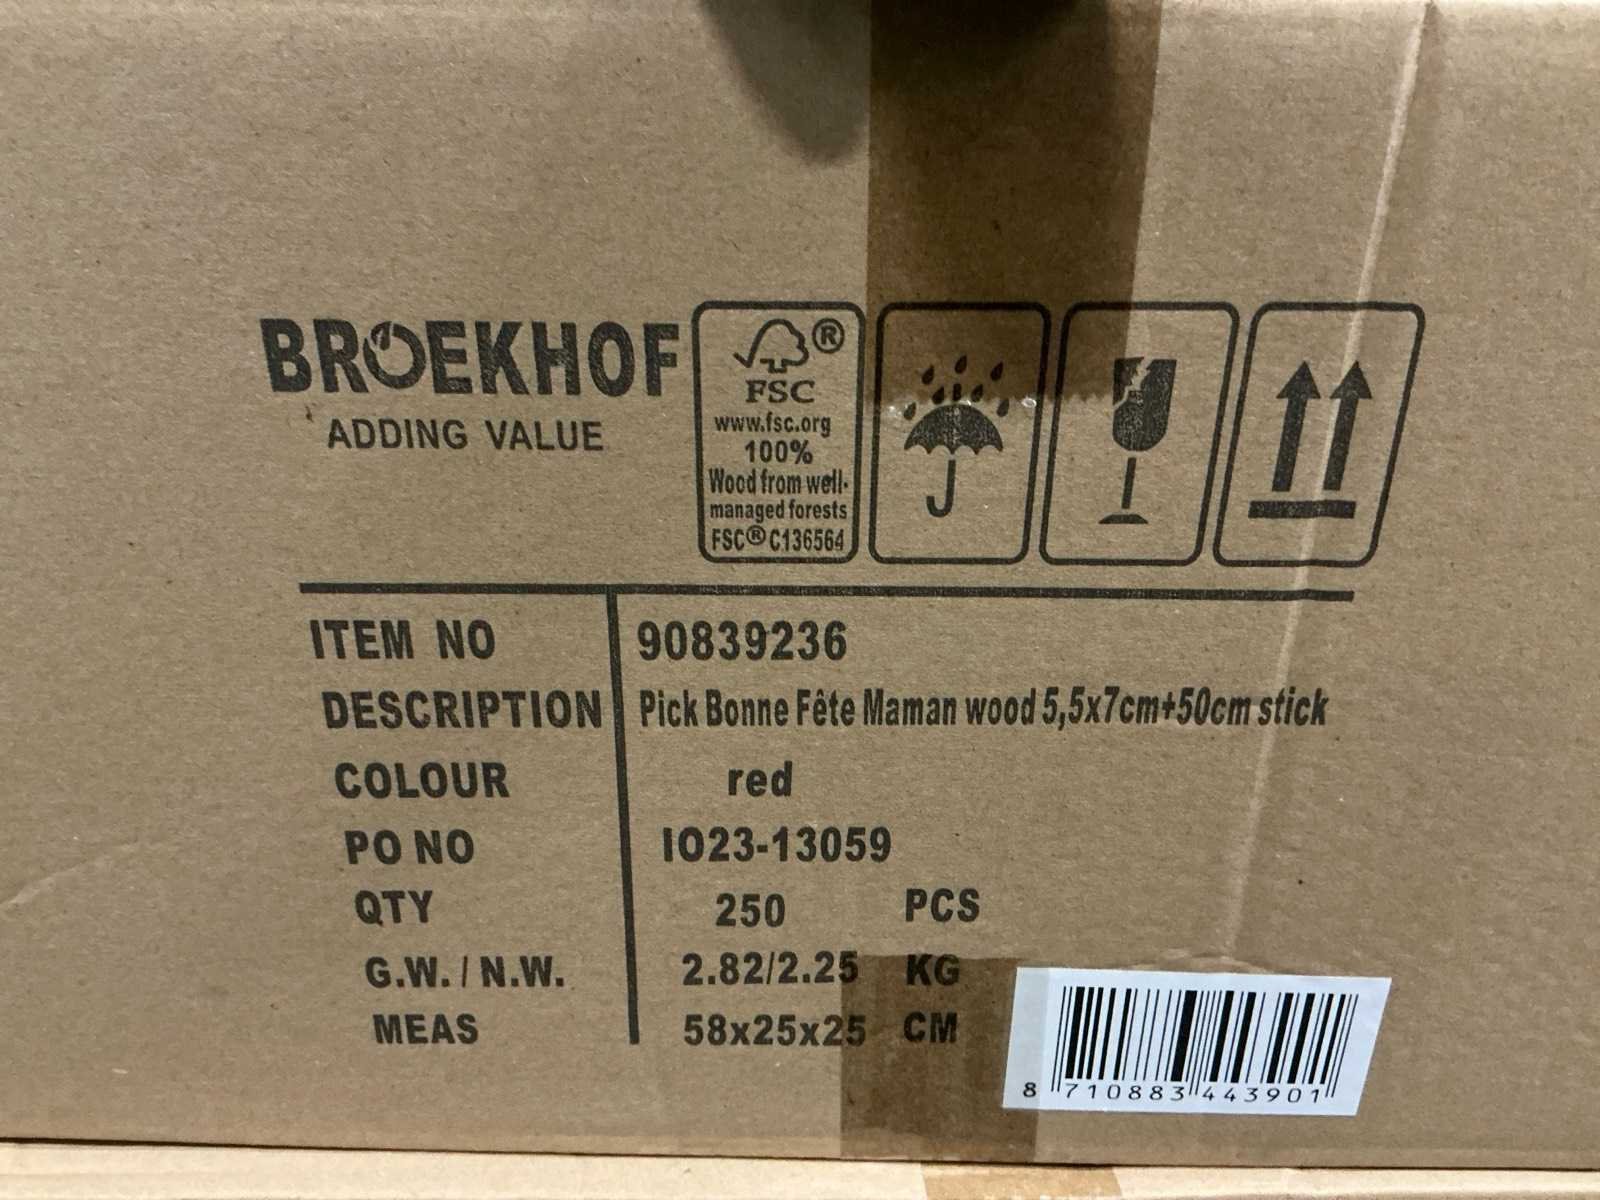 BROEKHOF
ADDING VALUE
FSC®
www.fsc.org
100%
Wood from well-
managed forests
FSC® C136564
ITEM NO 90839236
DESCRIPTION Pick Bonne Fête Maman wood 5,5x7cm+50cm stick
COLOUR red
PO NO IO23-13059
QTY 250 PCS
G.W. / N.W. 2.82/2.25 KG
MEAS 58x25x25 CM
8 710883 443901